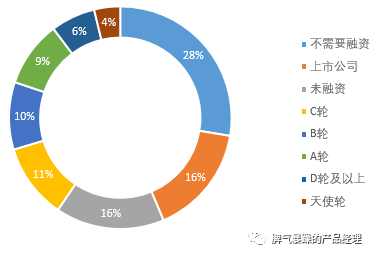 28%
16%
16%
11%
10%
9%
6%
4%
不需要融资
上市公司
未融资
C轮
B轮
A轮
D轮及以上
天使轮
脾气暴躁的产品经理